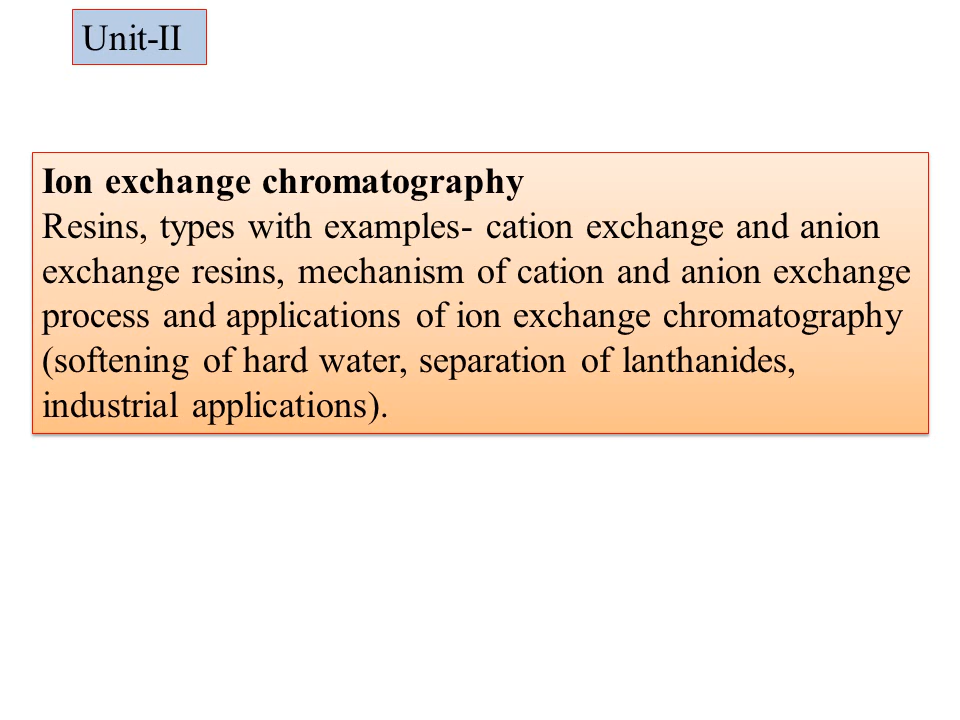 Unit-II
Ion exchange chromatography
Resins, types with examples- cation exchange and anion
exchange resins, mechanism of cation and anion exchange
process and applications of ion exchange chromatography
(softening of hard water, separation of lanthanides,
industrial applications).